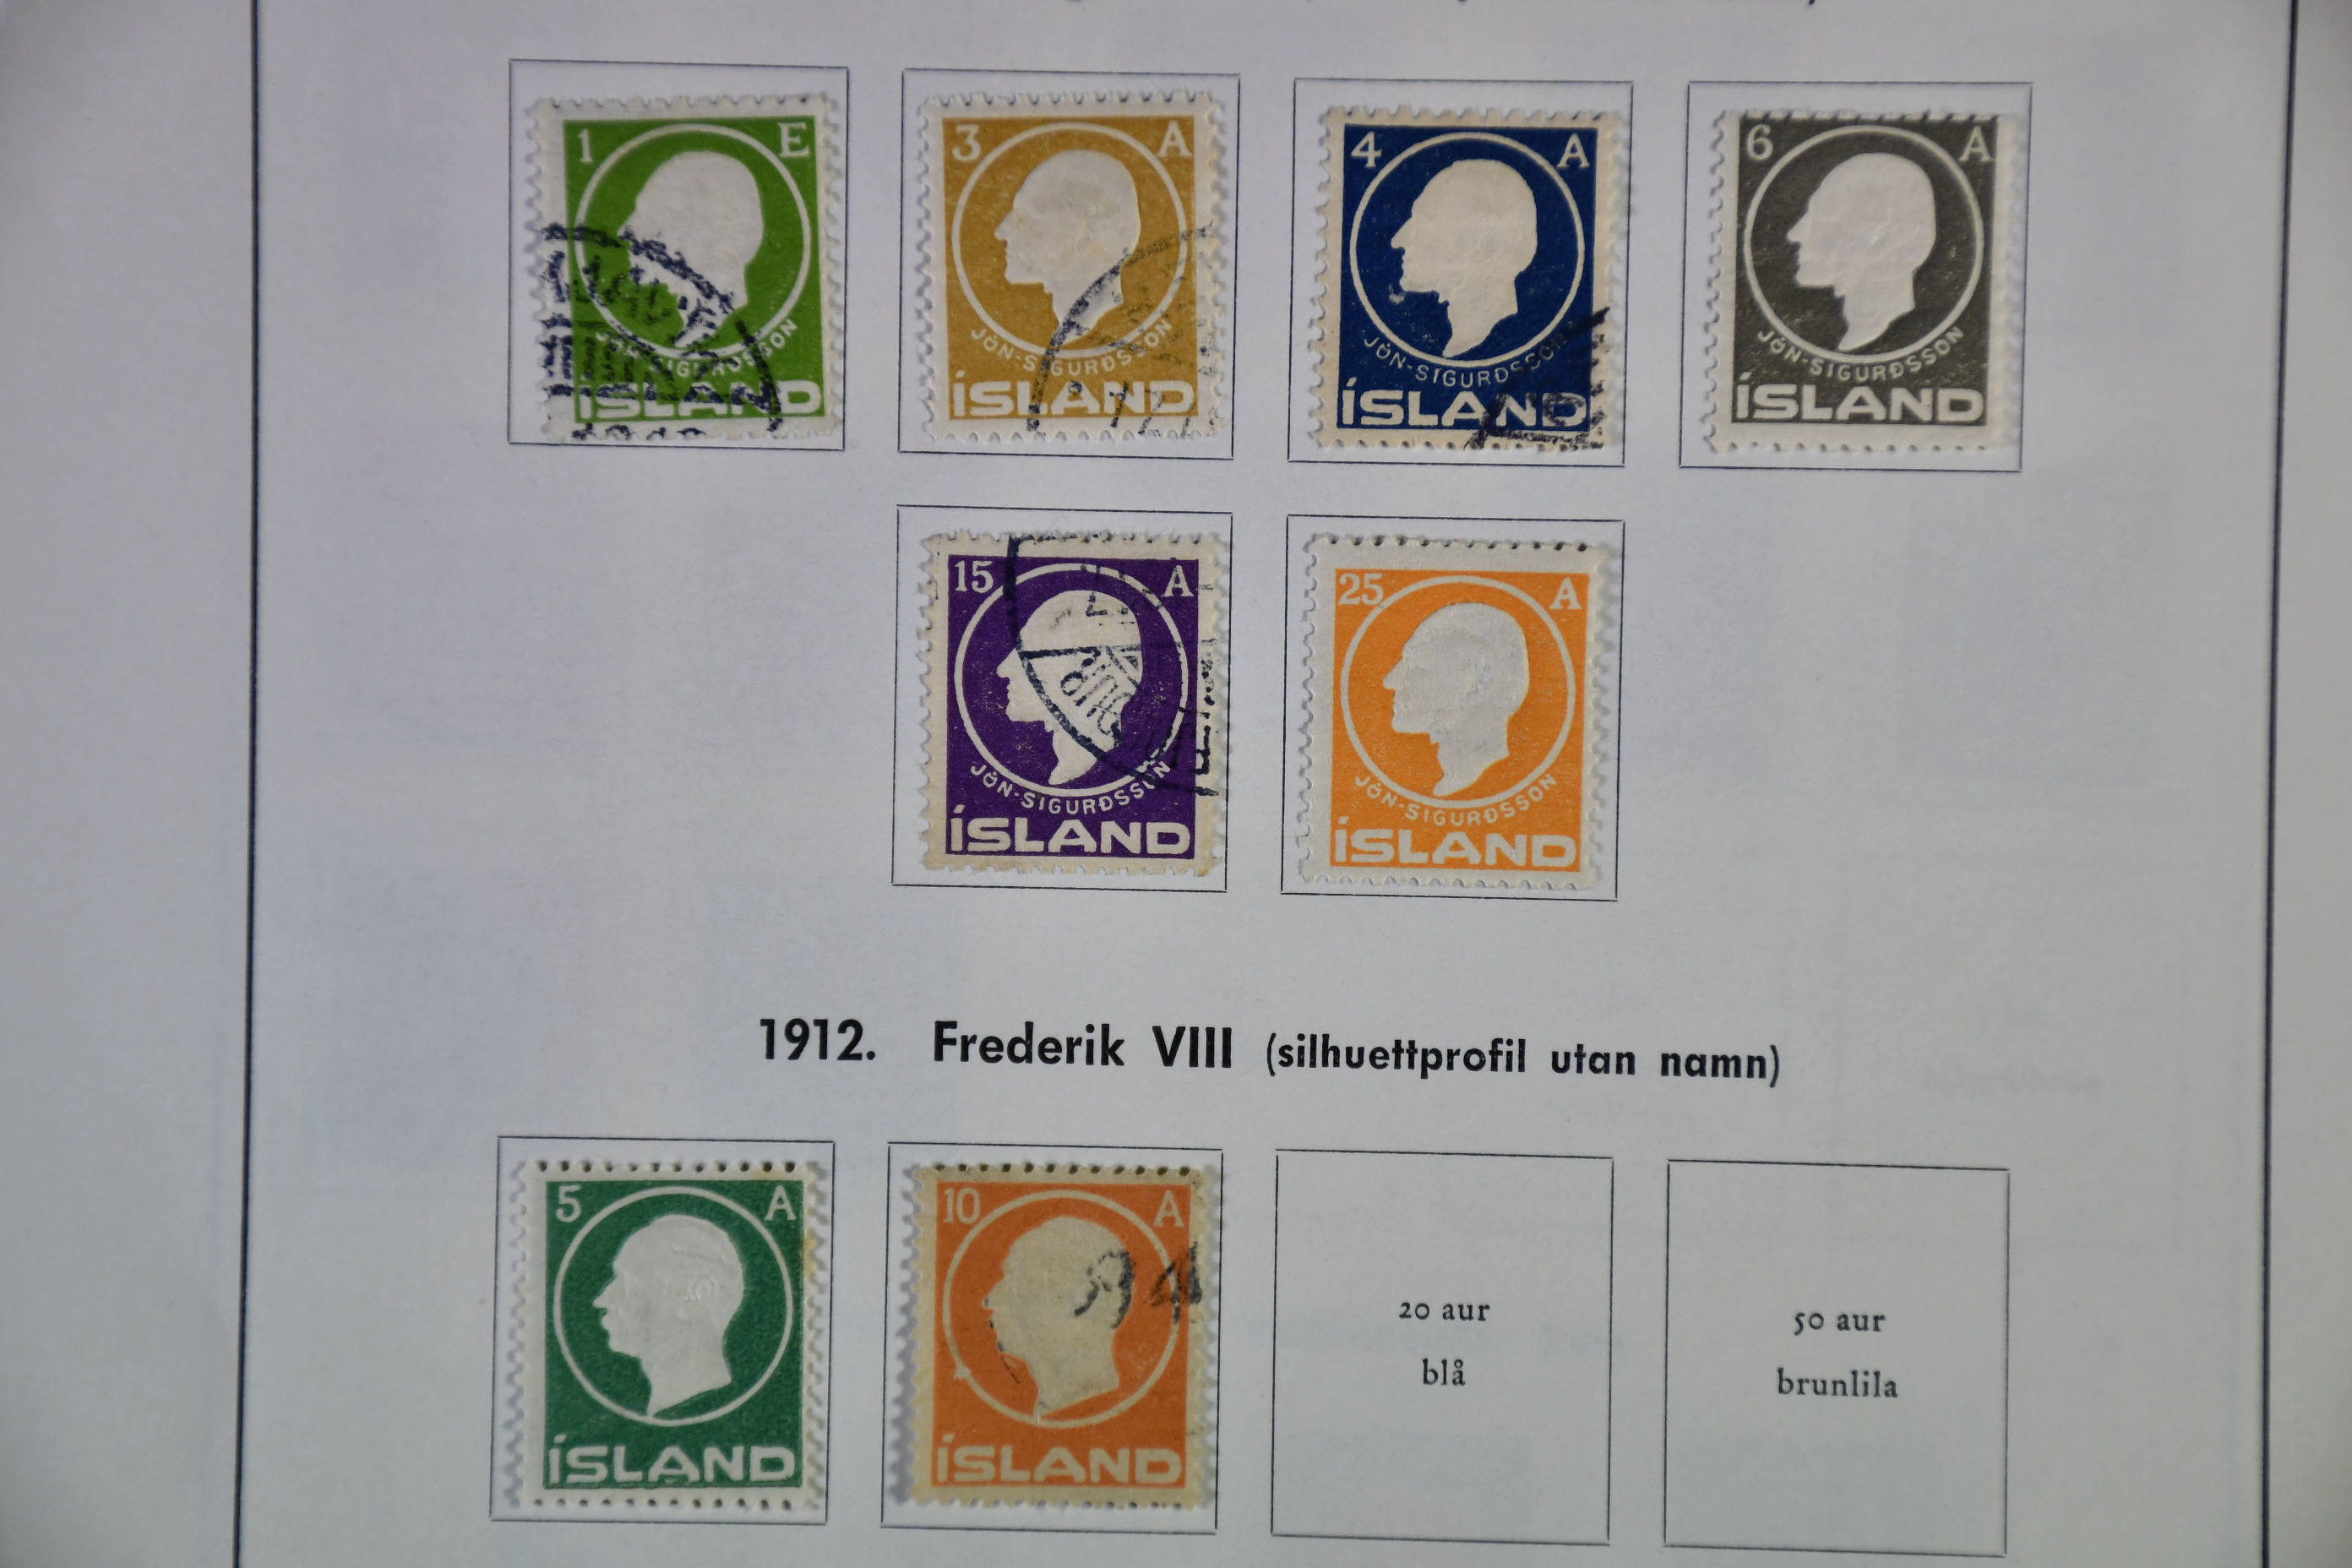 1 E
JÓN-SIGURÐSSON
ÍSLAND
3 A
JÓN-SIGURÐSSON
ÍSLAND
4 A
JÓN-SIGURÐSSON
ÍSLAND
6 A
JÓN-SIGURÐSSON
ÍSLAND
15 A
JÓN-SIGURÐSSON
ÍSLAND
25 A
JÓN-SIGURÐSSON
ÍSLAND
1912. Frederik VIII (silhuettprofil utan namn)
5 A
ÍSLAND
10 A
ÍSLAND
20 aur
blå
50 aur
brunlila